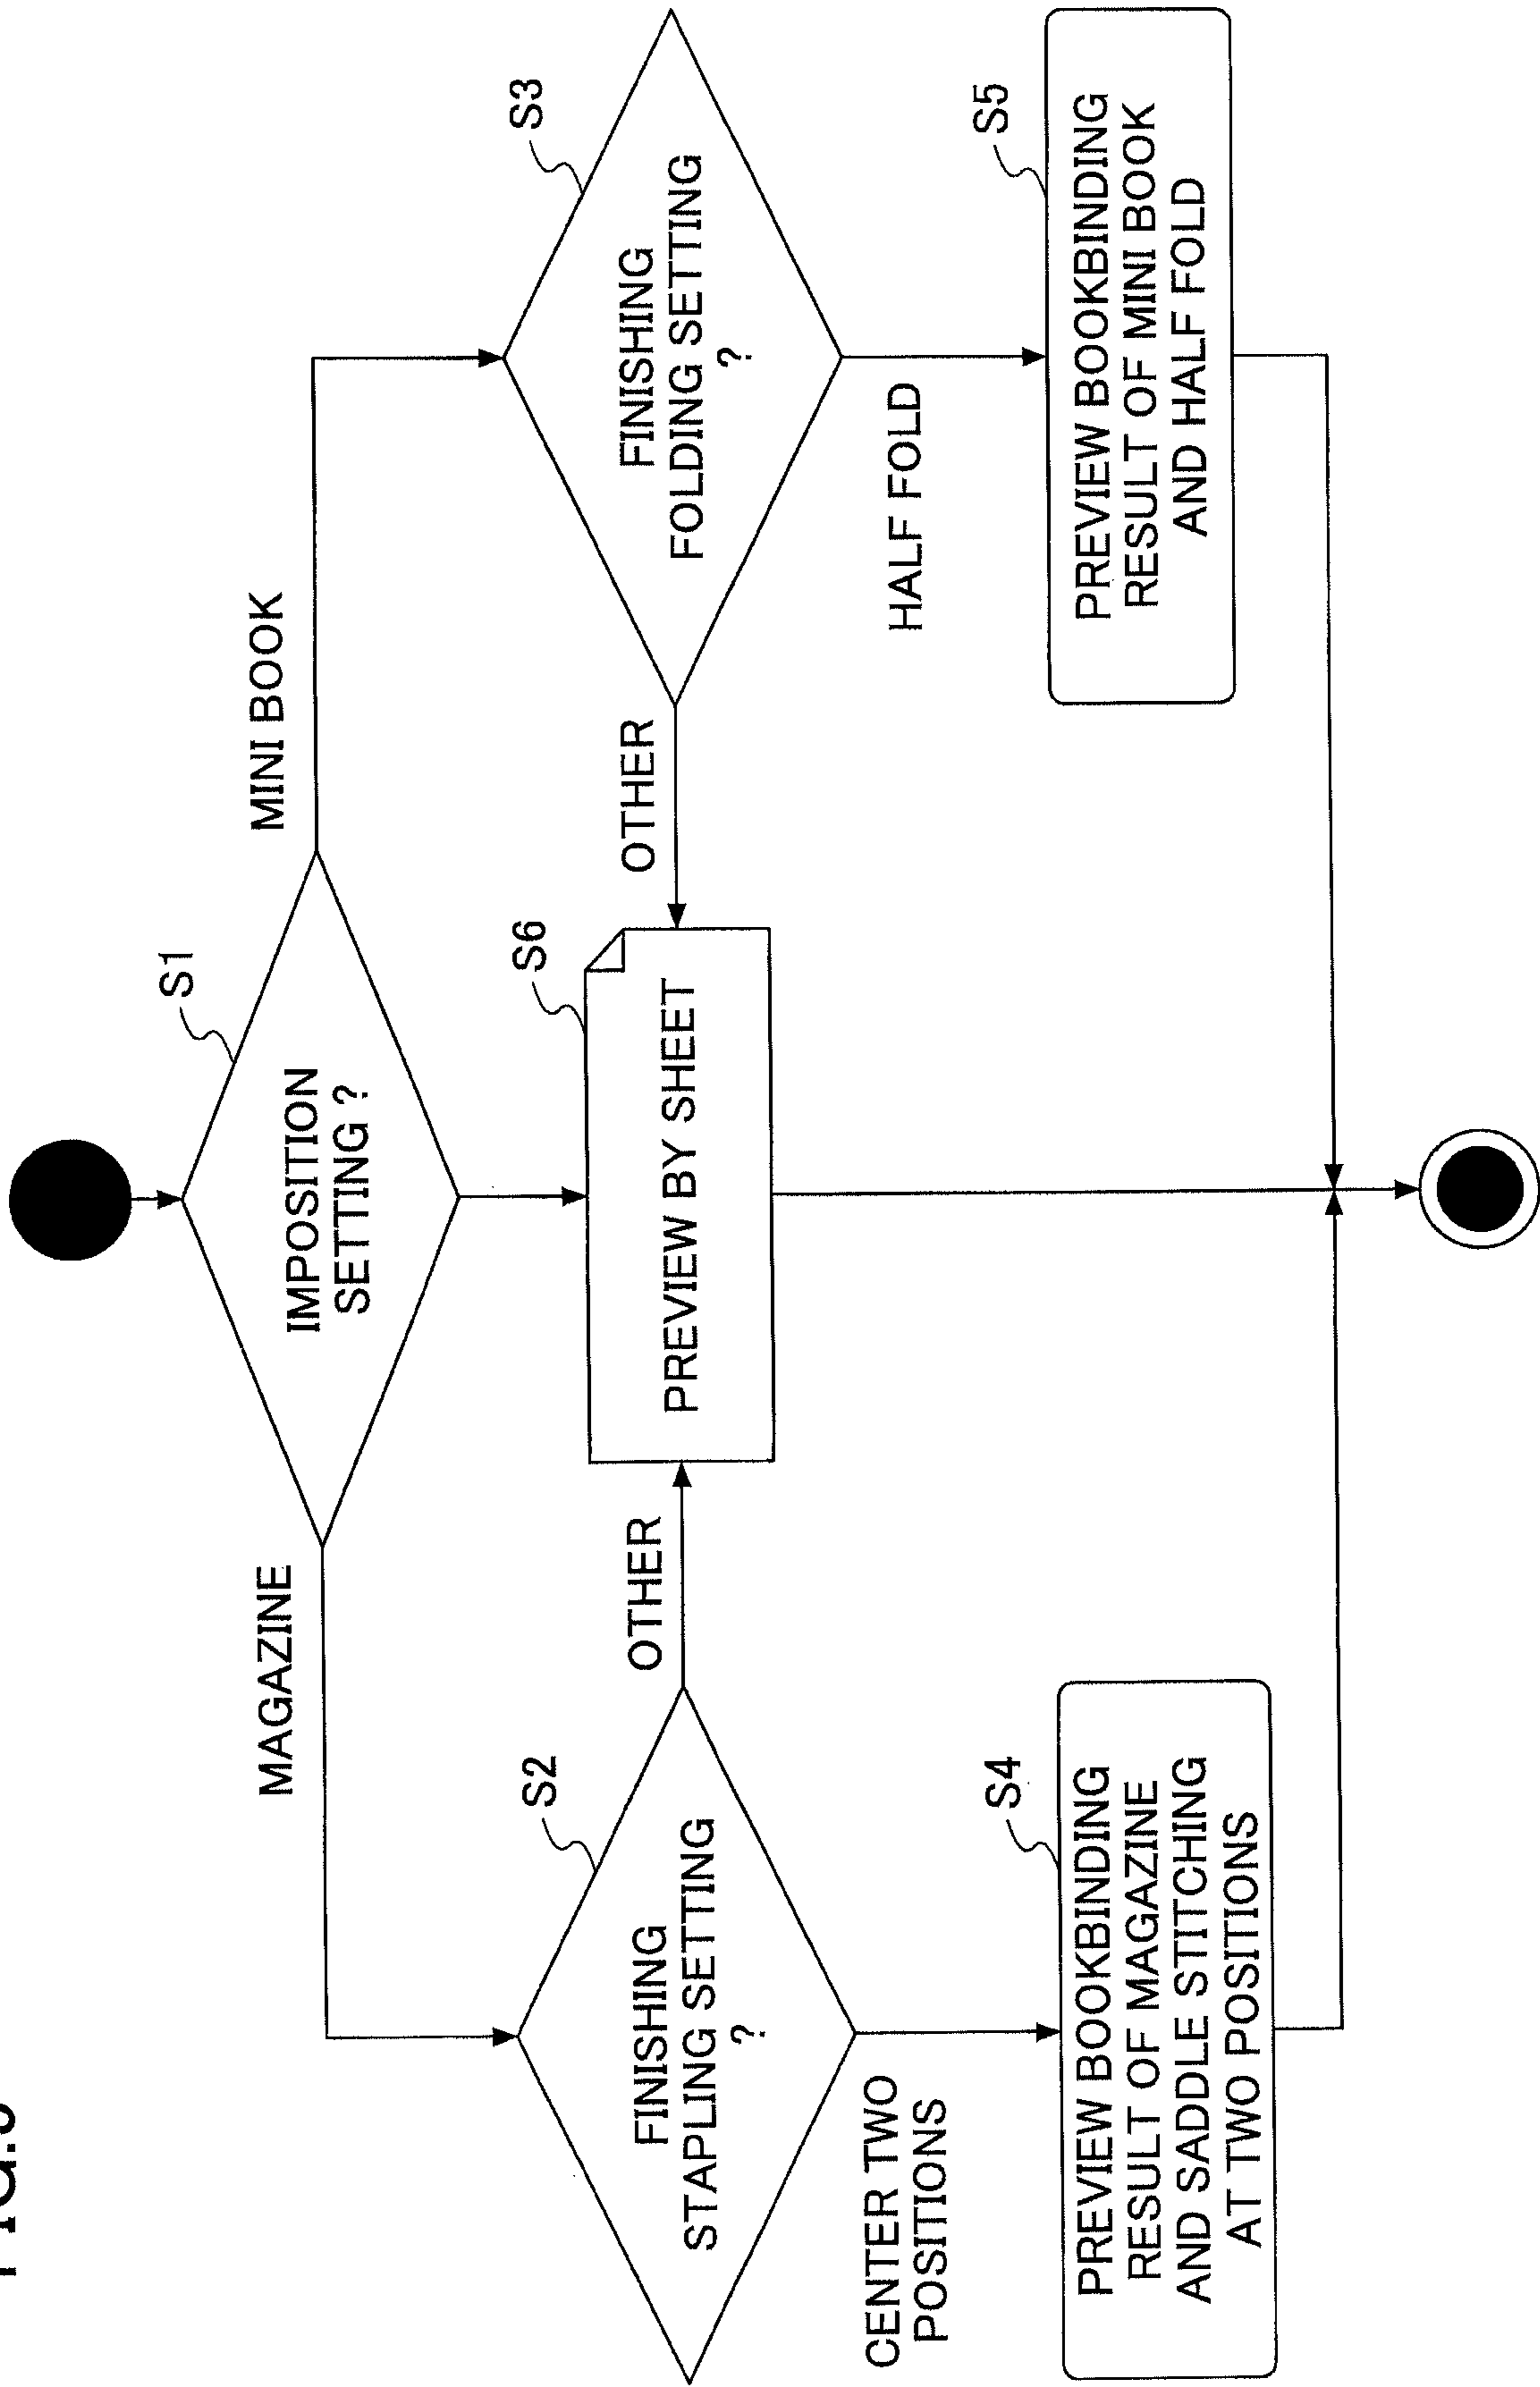 S1
IMPOSITION
SETTING ?
MAGAZINE
MINI BOOK
S2
FINISHING
STAPLING SETTING
?
OTHER
S6
PREVIEW BY SHEET
OTHER
S3
FINISHING
FOLDING SETTING
?
CENTER TWO
POSITIONS
HALF FOLD
S4
PREVIEW BOOKBINDING
RESULT OF MAGAZINE
AND SADDLE STITCHING
AT TWO POSITIONS
S5
PREVIEW BOOKBINDING
RESULT OF MINI BOOK
AND HALF FOLD